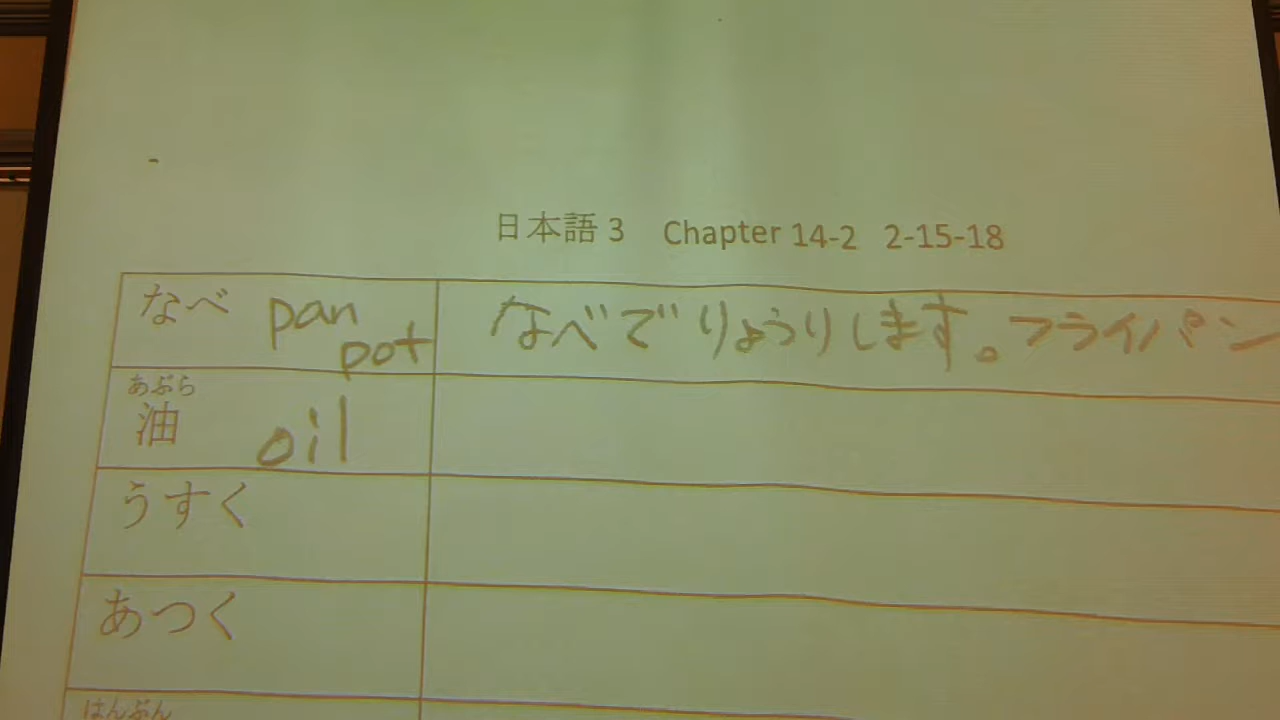 日本語 3 Chapter 14-2 2-15-18
なべ pan pot なべでりょうりします。フライパン
あぶら
油 oil
うすく
あつく
はんぶん